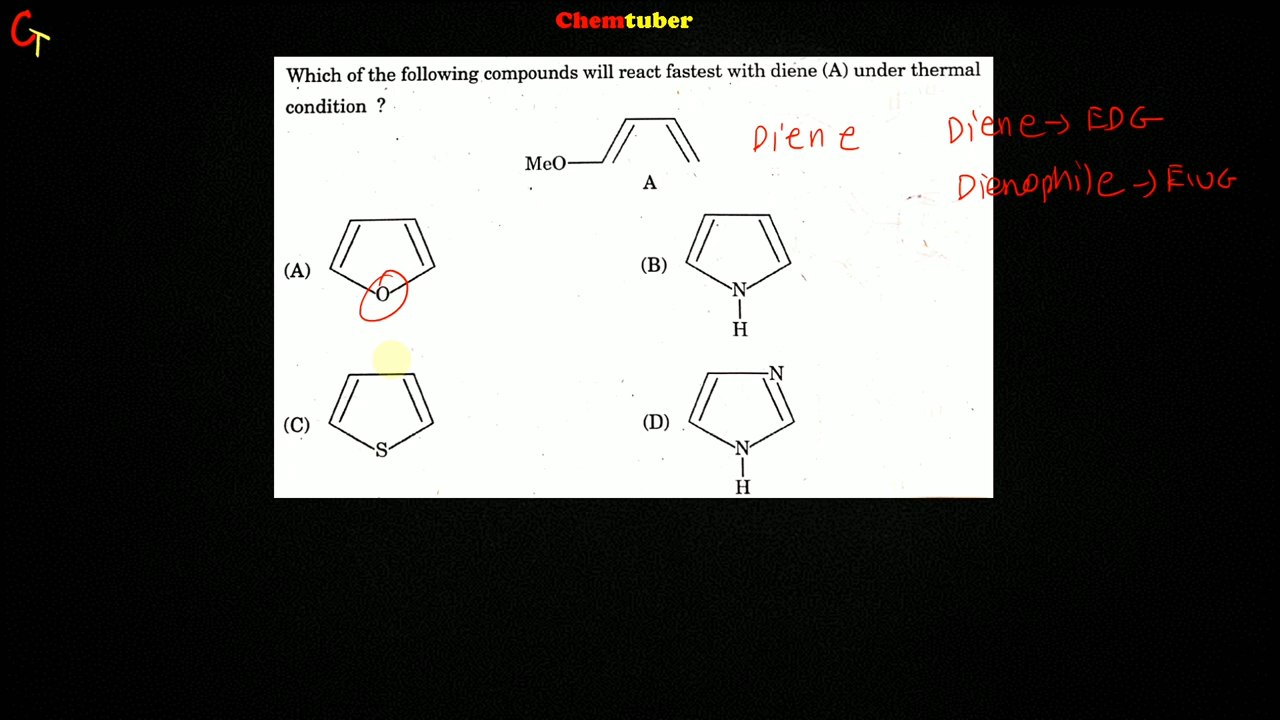 CT
Chemtuber
Which of the following compounds will react fastest with diene (A) under thermal
condition ?
MeO
A
Diene
Diene → EDG
Dienophile → EWG
(A)
O
(B)
N
H
(C)
S
(D)
N
N
H